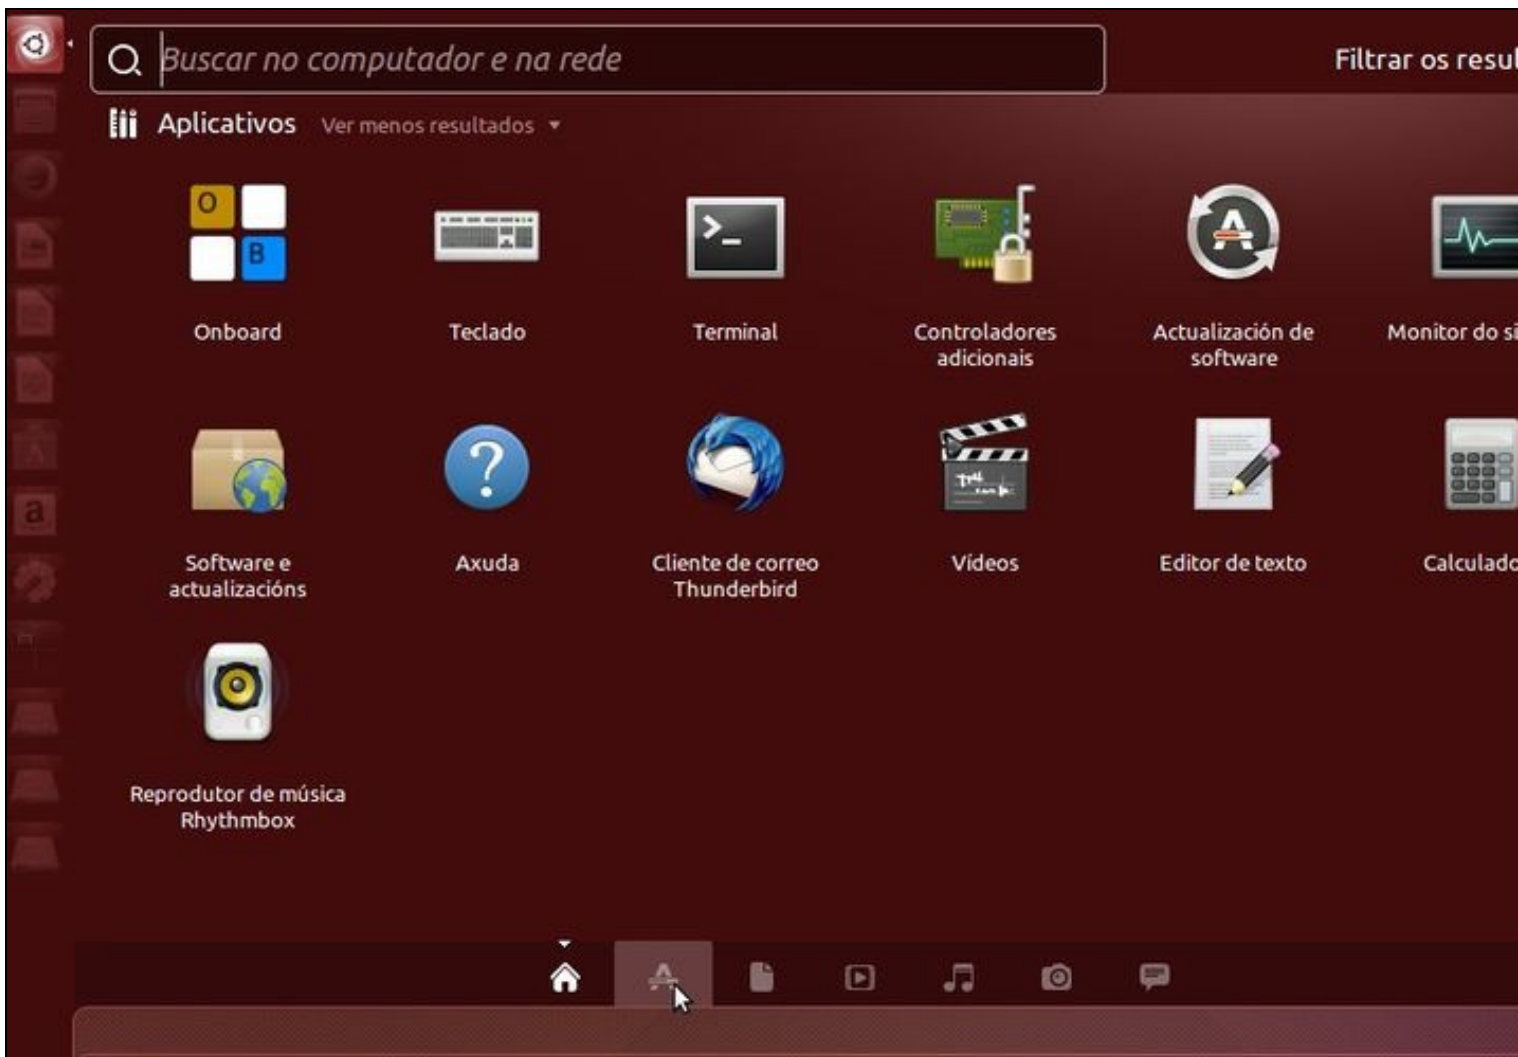 Buscar no computador e na rede
Filtrar os resul
Aplicativos Ver menos resultados
O
B
Onboard
Teclado
Terminal
Controladores
adicionais
Actualización de
software
Monitor do si
Software e
actualizacións
Axuda
Cliente de correo
Thunderbird
Vídeos
Editor de texto
Calculado
Reprodutor de música
Rhythmbox